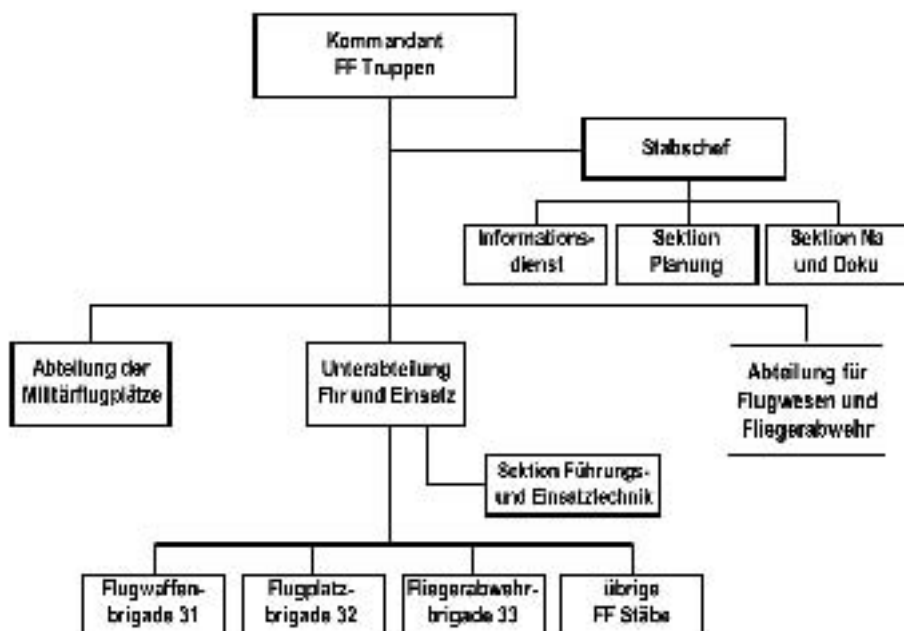 Kommandant
FF Truppen
Stabschef
Informations-
dienst
Sektion
Planung
Sektion Na
und Doku
Abteilung der
Militärflugplätze
Unterabteilung
Fhr und Einsatz
Abteilung für
Flugwesen und
Fliegerabwehr
Sektion Führungs-
und Einsatztechnik
Flugwaffen-
brigade 31
Flugplatz-
brigade 32
Fliegerabwehr-
brigade 33
übrige
FF Stäbe